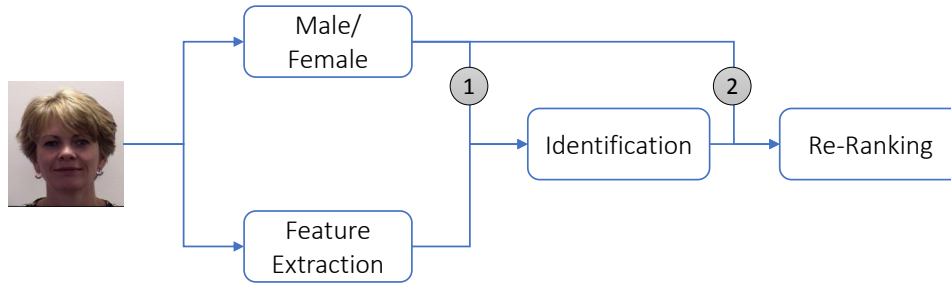 Male/
Female
1
2
Identification
Re-Ranking
Feature
Extraction